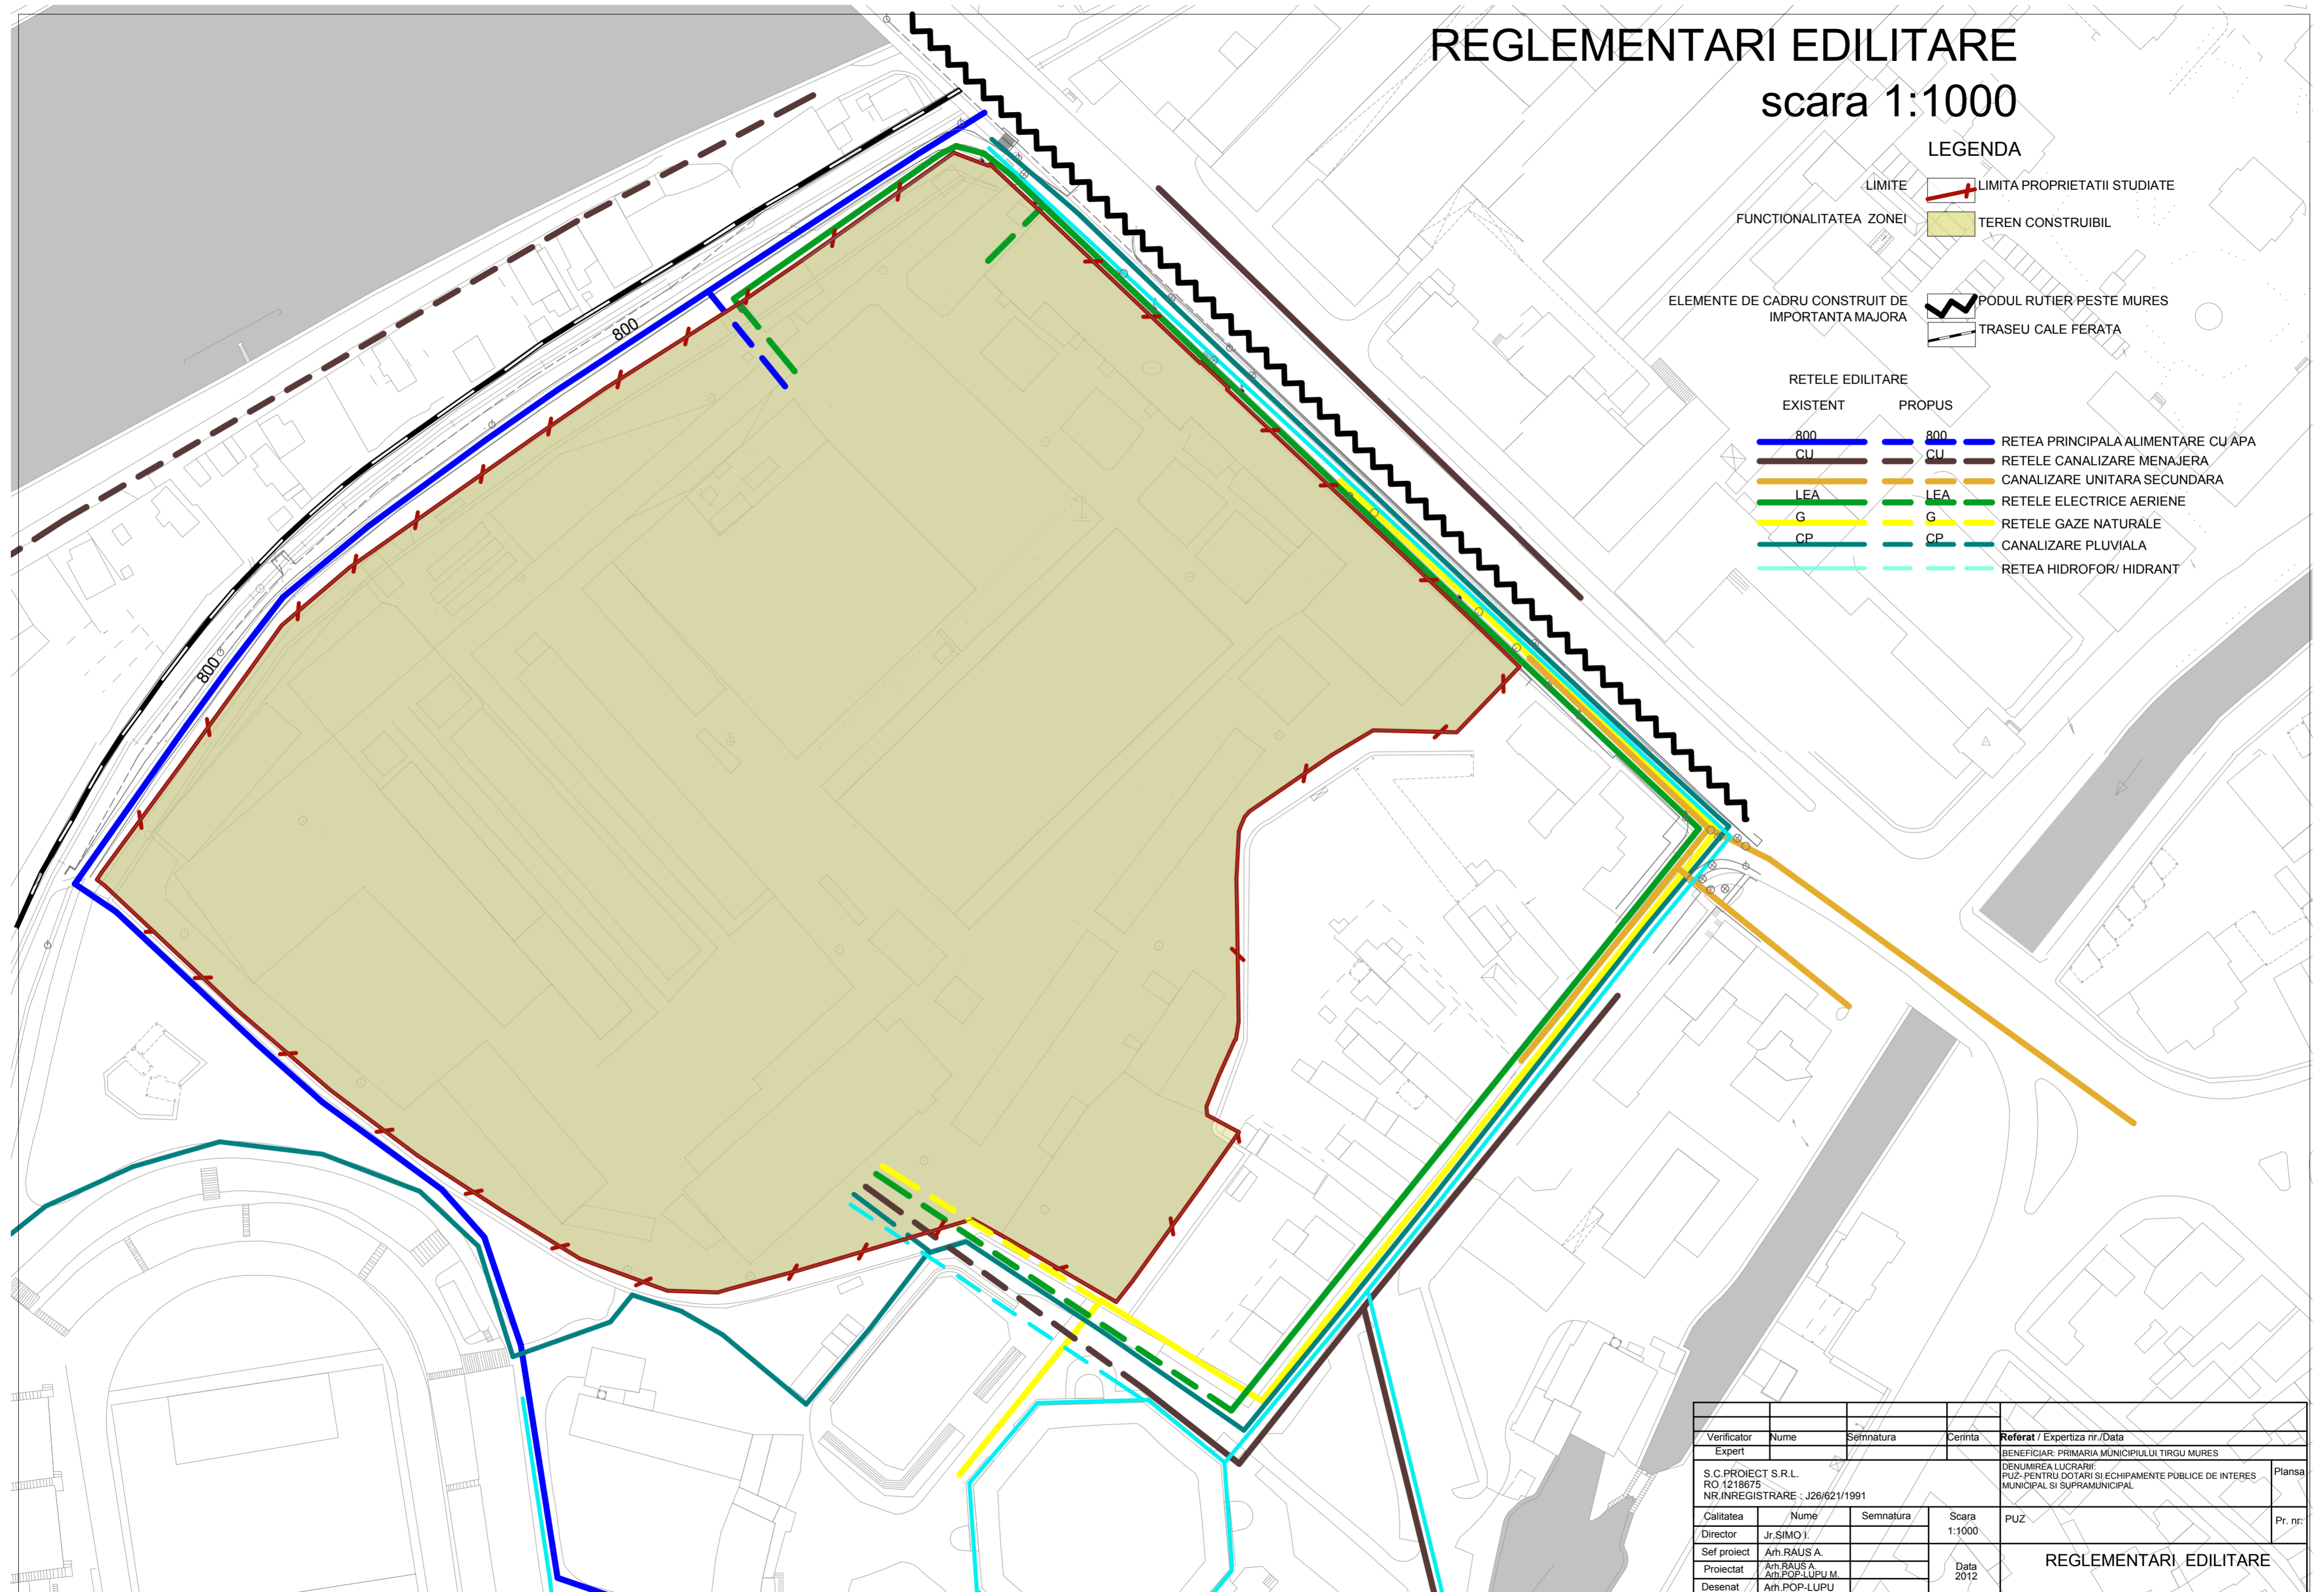 REGLEMENTARI EDILITARE
scara 1:1000
LEGENDA
LIMITE
LIMITA PROPRIETATII STUDIATE
FUNCTIONALITATEA ZONEI
TEREN CONSTRUIBIL
ELEMENTE DE CADRU CONSTRUIT DE
IMPORTANTA MAJORA
PODUL RUTIER PESTE MURES
TRASEU CALE FERATA
RETELE EDILITARE
EXISTENT PROPUS
800 800 RETEA PRINCIPALA ALIMENTARE CU APA
CU CU RETELE CANALIZARE MENAJERA
CANALIZARE UNITARA SECUNDARA
LEA LEA RETELE ELECTRICE AERIENE
G G RETELE GAZE NATURALE
CP CP CANALIZARE PLUVIALA
RETEA HIDROFOR/ HIDRANT
800
800
Verificator Nume Semnatura Cerinta Referat / Expertiza nr./Data
Expert
BENEFICIAR: PRIMARIA MUNICIPIULUI TIRGU MURES
S.C.PROIECT S.R.L.
RO 1218675
NR.INREGISTRARE : J26/621/1991
DENUMIREA LUCRARII:
PUZ- PENTRU DOTARI SI ECHIPAMENTE PUBLICE DE INTERES
MUNICIPAL SI SUPRAMUNICIPAL
Plansa
Calitatea Nume Semnatura Scara
1:1000
PUZ
Pr. nr:
Director Jr.SIMO I.
Sef proiect Arh.RAUS A.
Proiectat Arh.RAUS A.
Arh.POP-LUPU M.
Data
2012
REGLEMENTARI EDILITARE
Desenat Arh.POP-LUPU